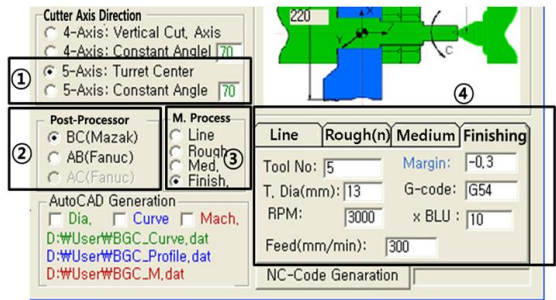 Cutter Axis Direction
4-Axis: Vertical Cut, Axis
4-Axis: Constant Anglel 70
① 5-Axis: Turret Center
5-Axis: Constant Angle 70
220
X
Y
C
④
② Post-Processor
BC(Mazak)
AB(Fanuc)
AC(Fanuc)
M. Process
Line
Rough
Med,
③
Finish,
Line Rough(n) Medium Finishing
Tool No: 5 Margin: -0,3
T, Dia(mm): 13 G-code: G54
RPM: 3000 x BLU : 10
Feed(mm/min): 300
AutoCAD Generation
Dia, Curve Mach,
D:₩User₩BGC_Curve,dat
D:₩User₩BGC_Profile,dat
D:₩User₩BGC_M,dat
NC-Code Genaration